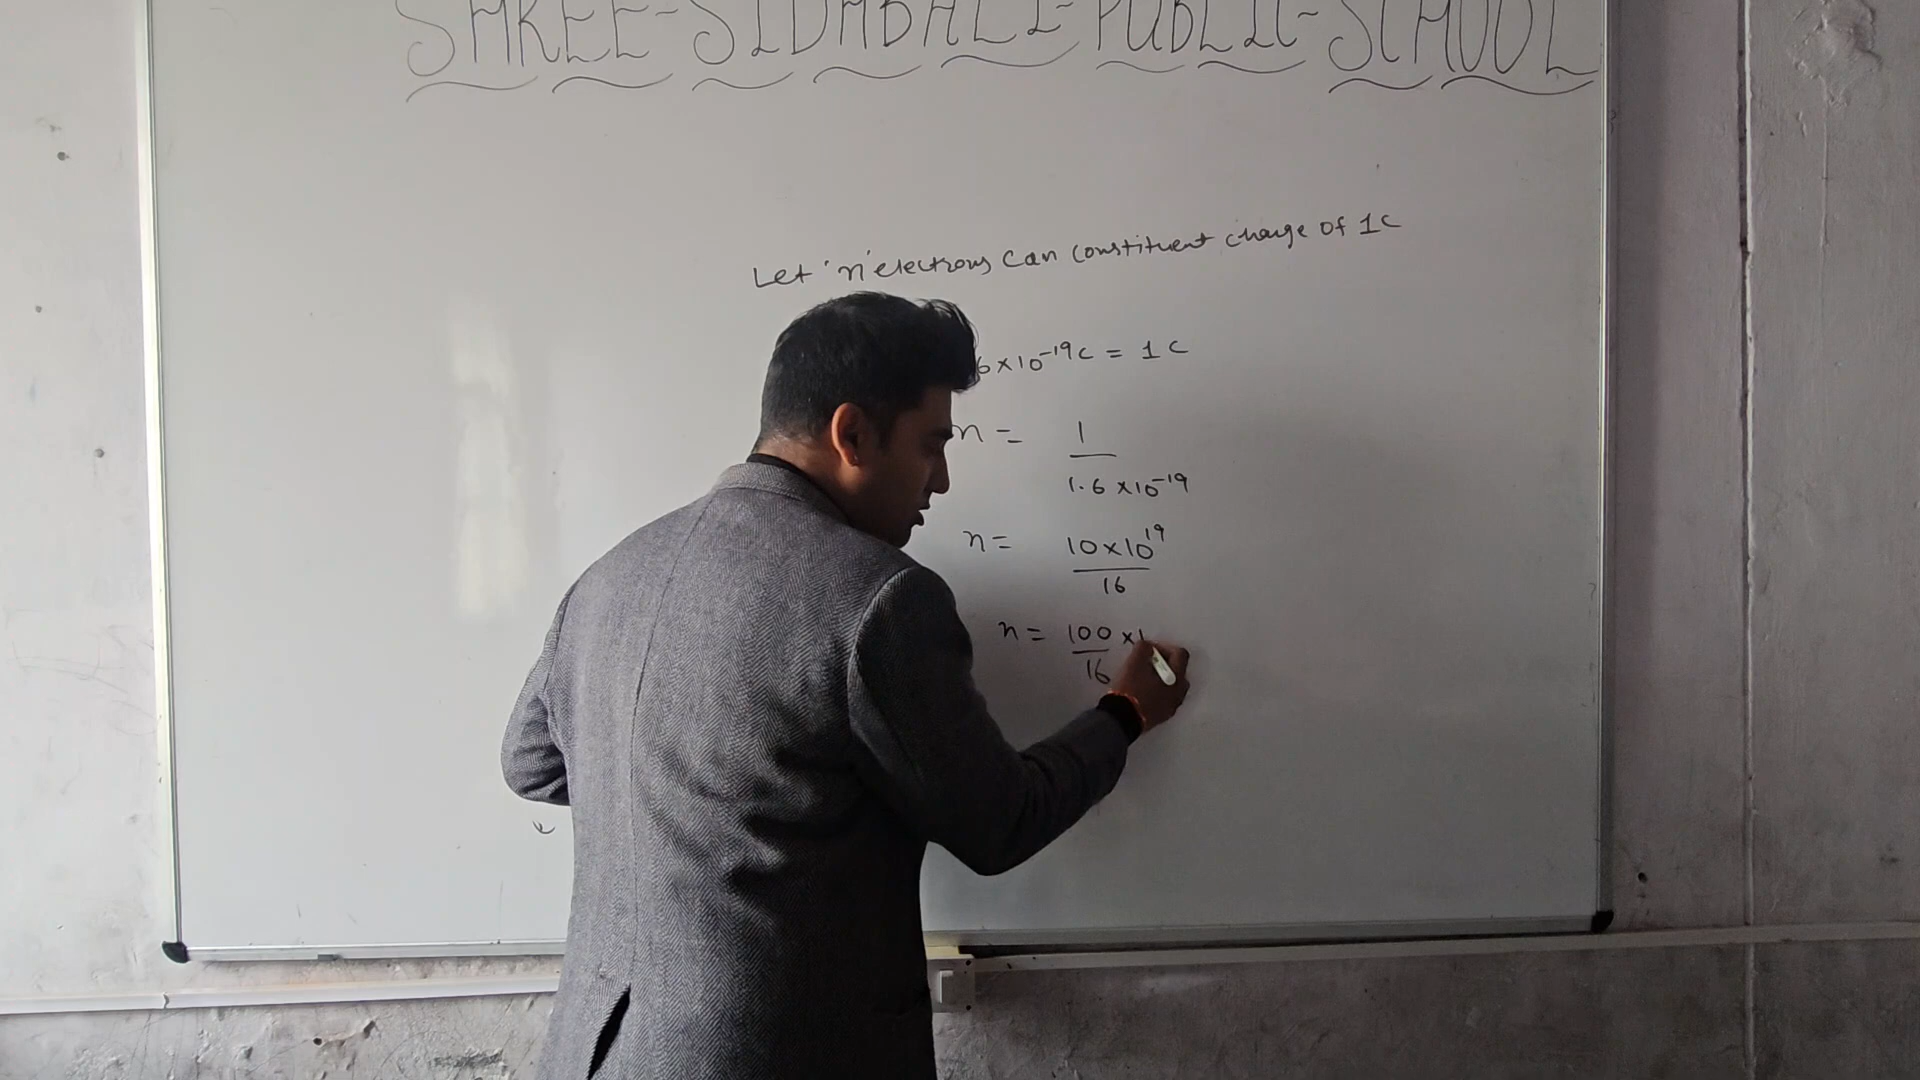 SHREE-SIDHBALI-PUBLIC-SCHOOL
Let 'n' electrons can constituent charge of 1C
6×10⁻¹⁹C = 1C
n = 1
1.6 ×10⁻¹⁹
n = 10×10¹⁹
16
n = 100 ×1
16